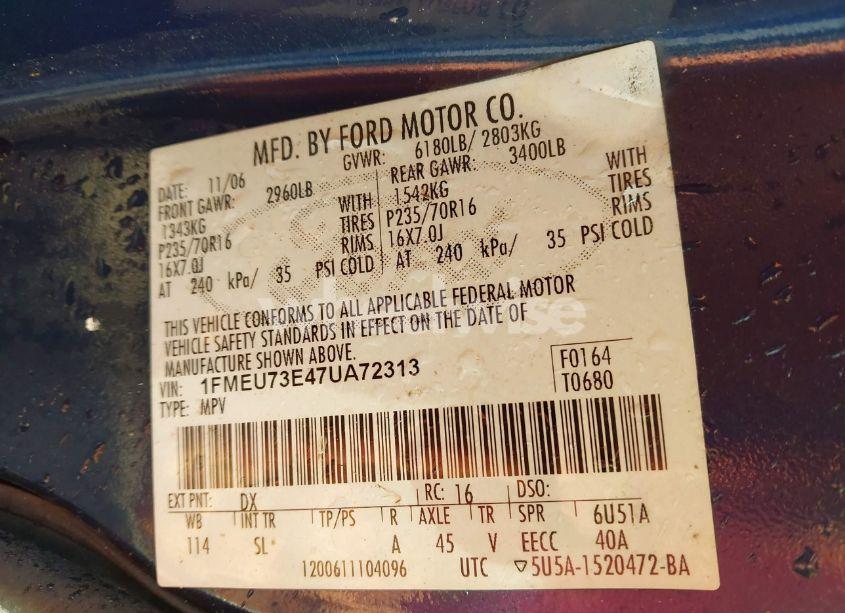 MFD. BY FORD MOTOR CO.
DATE: 11/06 GVWR: 6180LB/ 2803KG
FRONT GAWR: 2960LB REAR GAWR: 3400LB
1343KG WITH 1542KG WITH
P235/70R16 TIRES P235/70R16 TIRES
16X7.0J RIMS 16X7.0J RIMS
AT 240 kPa/ 35 PSI COLD AT 240 kPa/ 35 PSI COLD
THIS VEHICLE CONFORMS TO ALL APPLICABLE FEDERAL MOTOR
VEHICLE SAFETY STANDARDS IN EFFECT ON THE DATE OF
MANUFACTURE SHOWN ABOVE.
VIN: 1FMEU73E47UA72313 F0164
TYPE: MPV T0680
EXT PNT: DX RC: 16 DSO:
WB INT TR TP/PS R AXLE TR SPR 6U51A
114 SL A 45 V EECC 40A
1200611104096 UTC ▽5U5A-1520472-BA